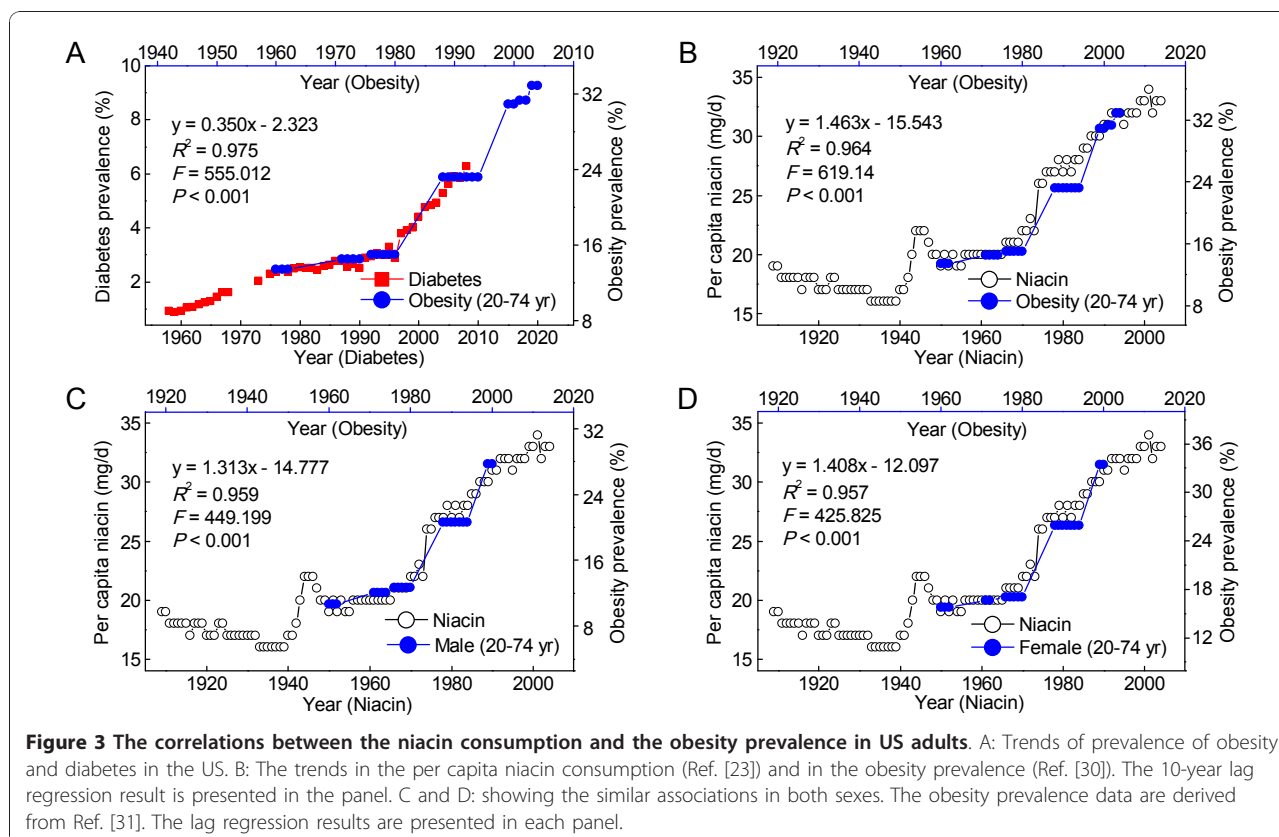 A
1940 1950 1960 1970 1980 1990 2000 2010
Year (Obesity)
10
8
6
4
2
Diabetes prevalence (%)
y = 0.350x - 2.323
R² = 0.975
F = 555.012
P < 0.001
Diabetes
Obesity (20-74 yr)
32
24
16
8
Obesity prevalence (%)
1960 1970 1980 1990 2000 2010 2020
Year (Diabetes)
B
1920 1940 1960 1980 2000 2020
Year (Obesity)
35
30
25
20
15
Per capita niacin (mg/d)
y = 1.463x - 15.543
R² = 0.964
F = 619.14
P < 0.001
Niacin
Obesity (20-74 yr)
32
24
16
8
Obesity prevalence (%)
1920 1940 1960 1980 2000
Year (Niacin)
C
1920 1940 1960 1980 2000 2020
Year (Obesity)
35
30
25
20
15
Per capita niacin (mg/d)
y = 1.313x - 14.777
R² = 0.959
F = 449.199
P < 0.001
Niacin
Male (20-74 yr)
32
28
24
20
16
12
8
Obesity prevalence (%)
1920 1940 1960 1980 2000
Year (Niacin)
D
1920 1940 1960 1980 2000 2020
Year (Obesity)
35
30
25
20
15
Per capita niacin (mg/d)
y = 1.408x - 12.097
R² = 0.957
F = 425.825
P < 0.001
Niacin
Female (20-74 yr)
36
30
24
18
12
Obesity prevalence (%)
1920 1940 1960 1980 2000
Year (Niacin)
Figure 3 The correlations between the niacin consumption and the obesity prevalence in US adults. A: Trends of prevalence of obesity
and diabetes in the US. B: The trends in the per capita niacin consumption (Ref. [23]) and in the obesity prevalence (Ref. [30]). The 10-year lag
regression result is presented in the panel. C and D: showing the similar associations in both sexes. The obesity prevalence data are derived
from Ref. [31]. The lag regression results are presented in each panel.